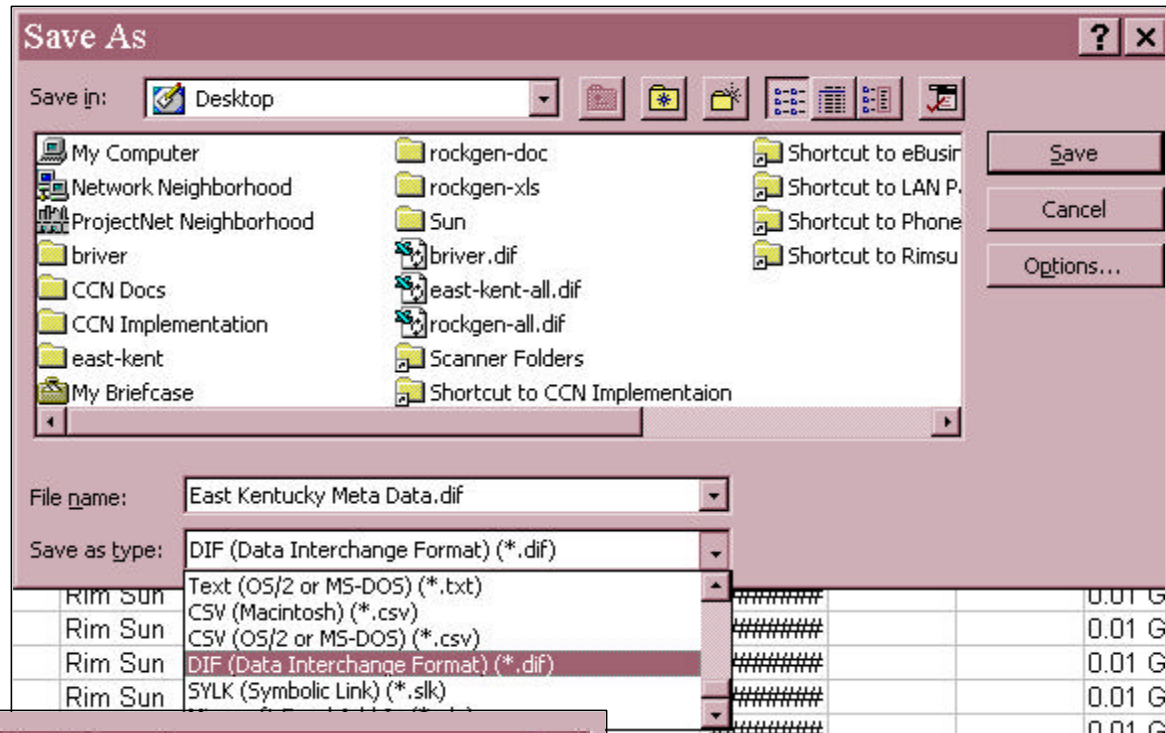 Save As
Save in: Desktop
My Computer
Network Neighborhood
ProjectNet Neighborhood
briver
CCN Docs
CCN Implementation
east-kent
My Briefcase
rockgen-doc
rockgen-xls
Sun
briver.dif
east-kent-all.dif
rockgen-all.dif
Scanner Folders
Shortcut to CCN Implementaion
Shortcut to eBusin
Shortcut to LAN P
Shortcut to Phone
Shortcut to Rimsu
Save
Cancel
Options...
File name: East Kentucky Meta Data.dif
Save as type: DIF (Data Interchange Format) (*.dif)
Text (OS/2 or MS-DOS) (*.txt)
CSV (Macintosh) (*.csv)
CSV (OS/2 or MS-DOS) (*.csv)
DIF (Data Interchange Format) (*.dif)
SYLK (Symbolic Link) (*.slk)
Rim Sun ######## 0.01 G
Rim Sun ######## 0.01 G
Rim Sun ######## 0.01 G
Rim Sun ######## 0.01 G
######## 0.01 G